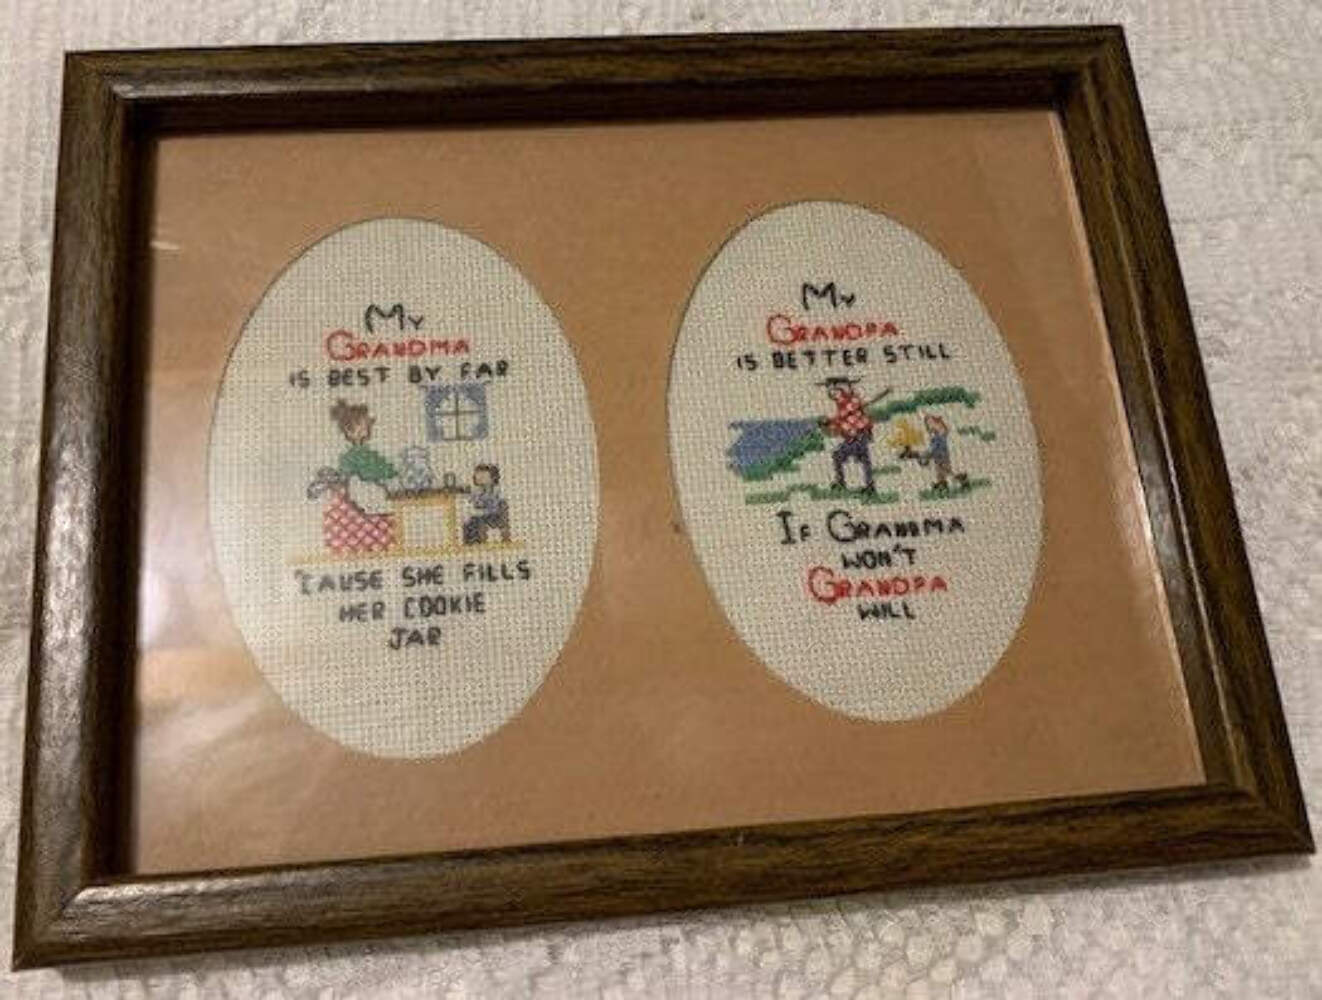 My
GRANDMA
IS BEST BY FAR
'CAUSE SHE FILLS
HER COOKIE
JAR
My
GRANDPA
IS BETTER STILL
IF GRANDMA
WON'T
GRANDPA
WILL